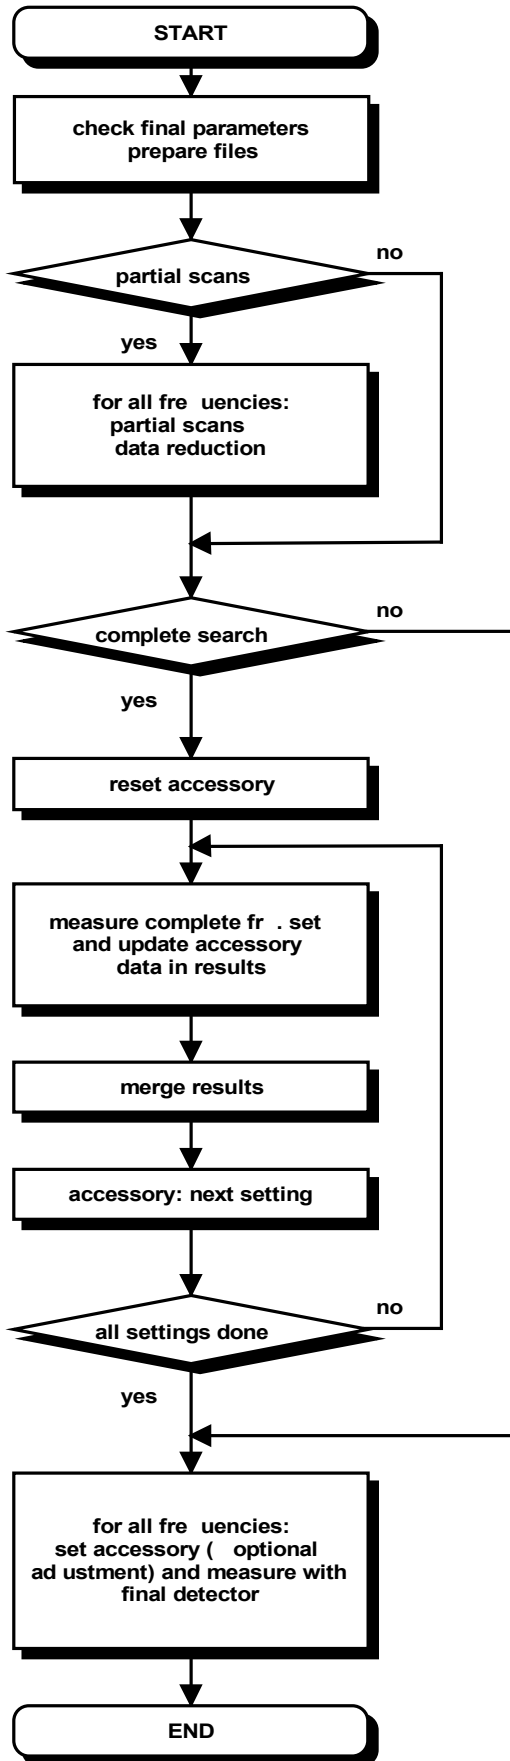 START
check final parameters
prepare files
partial scans
no
yes
for all fre uencies:
partial scans
data reduction
complete search
no
yes
reset accessory
measure complete fr . set
and update accessory
data in results
merge results
accessory: next setting
all settings done
no
yes
for all fre uencies:
set accessory ( optional
ad ustment) and measure with
final detector
END